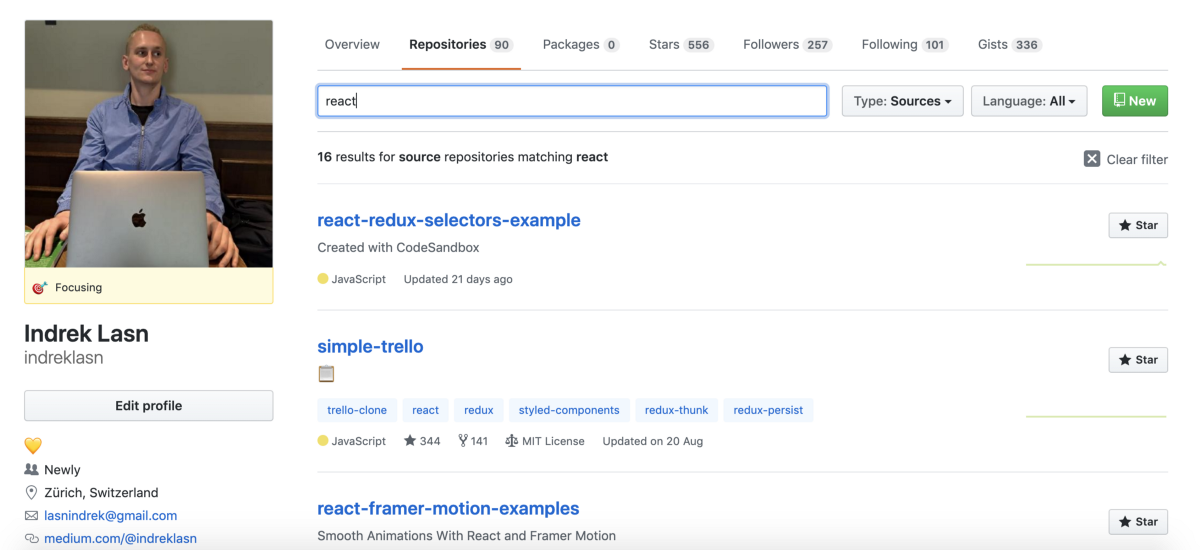 Overview Repositories 90 Packages 0 Stars 556 Followers 257 Following 101 Gists 336
react Type: Sources Language: All New
16 results for source repositories matching react Clear filter
react-redux-selectors-example Star
Created with CodeSandbox
JavaScript Updated 21 days ago
Focusing
Indrek Lasn
indreklasn
Edit profile
Newly
Zürich, Switzerland
lasnindrek@gmail.com
medium.com/@indreklasn
simple-trello Star
trello-clone react redux styled-components redux-thunk redux-persist
JavaScript 344 141 MIT License Updated on 20 Aug
react-framer-motion-examples Star
Smooth Animations With React and Framer Motion